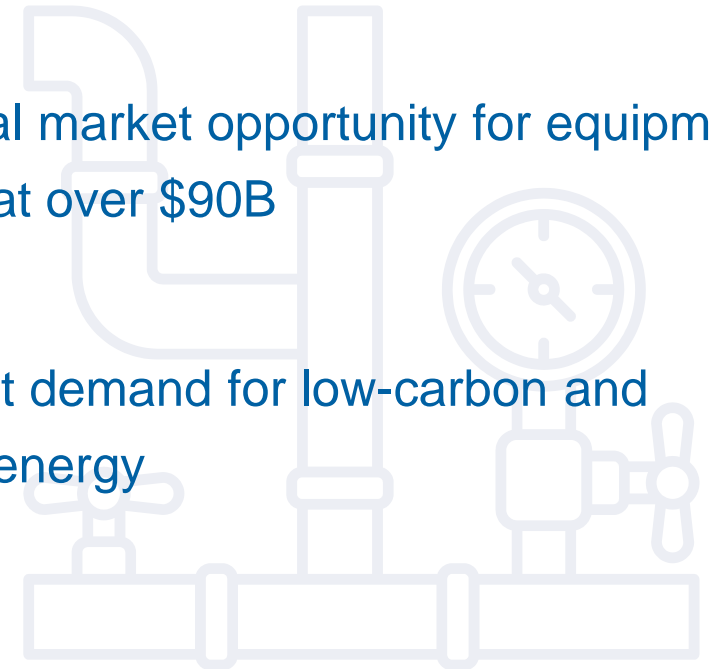 al market opportunity for equipm
at over $90B
t demand for low-carbon and
energy